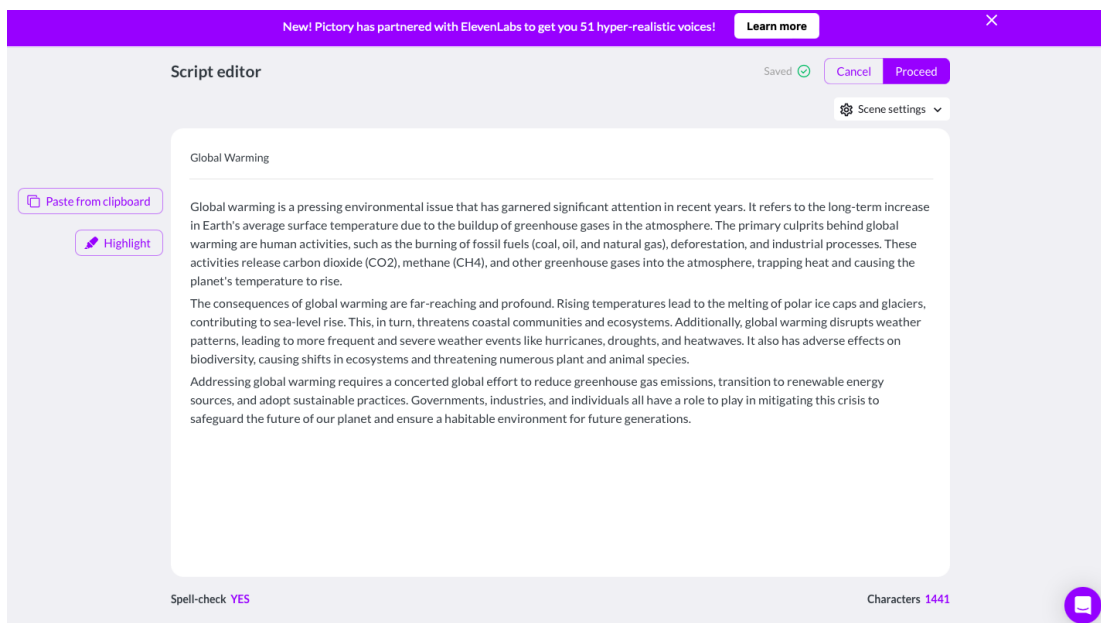 New! Pictory has partnered with ElevenLabs to get you 51 hyper-realistic voices! Learn more
Script editor
Saved Cancel Proceed
Scene settings
Global Warming
Paste from clipboard
Highlight
Global warming is a pressing environmental issue that has garnered significant attention in recent years. It refers to the long-term increase
in Earth's average surface temperature due to the buildup of greenhouse gases in the atmosphere. The primary culprits behind global
warming are human activities, such as the burning of fossil fuels (coal, oil, and natural gas), deforestation, and industrial processes. These
activities release carbon dioxide (CO2), methane (CH4), and other greenhouse gases into the atmosphere, trapping heat and causing the
planet's temperature to rise.
The consequences of global warming are far-reaching and profound. Rising temperatures lead to the melting of polar ice caps and glaciers,
contributing to sea-level rise. This, in turn, threatens coastal communities and ecosystems. Additionally, global warming disrupts weather
patterns, leading to more frequent and severe weather events like hurricanes, droughts, and heatwaves. It also has adverse effects on
biodiversity, causing shifts in ecosystems and threatening numerous plant and animal species.
Addressing global warming requires a concerted global effort to reduce greenhouse gas emissions, transition to renewable energy
sources, and adopt sustainable practices. Governments, industries, and individuals all have a role to play in mitigating this crisis to
safeguard the future of our planet and ensure a habitable environment for future generations.
Spell-check YES
Characters 1441